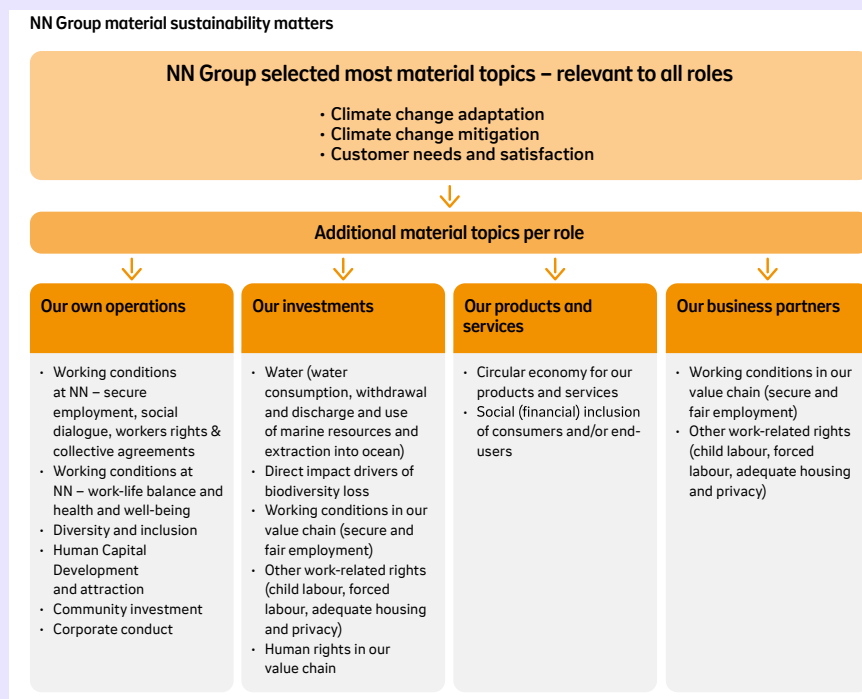 NN Group material sustainability matters
NN Group selected most material topics – relevant to all roles
• Climate change adaptation
• Climate change mitigation
• Customer needs and satisfaction
Additional material topics per role
Our own operations
• Working conditions
at NN – secure
employment, social
dialogue, workers rights &
collective agreements
• Working conditions at
NN – work-life balance and
health and well-being
• Diversity and inclusion
• Human Capital
Development
and attraction
• Community investment
• Corporate conduct
Our investments
• Water (water
consumption, withdrawal
and discharge and use
of marine resources and
extraction into ocean)
• Direct impact drivers of
biodiversity loss
• Working conditions in our
value chain (secure and
fair employment)
• Other work-related rights
(child labour, forced
labour, adequate housing
and privacy)
• Human rights in our
value chain
Our products and
services
• Circular economy for our
products and services
• Social (financial) inclusion
of consumers and/or end-
users
Our business partners
• Working conditions in our
value chain (secure and
fair employment)
• Other work-related rights
(child labour, forced
labour, adequate housing
and privacy)